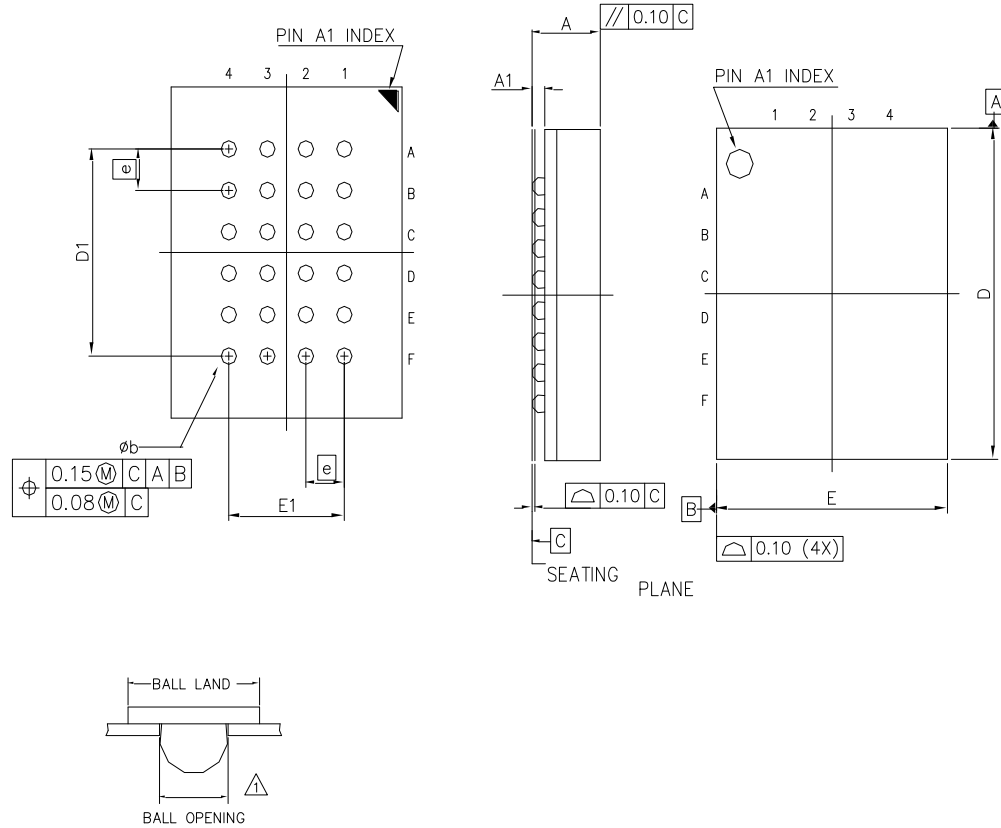 PIN A1 INDEX
4 3 2 1
A
B
C
D
E
F
e
D1
e
E1
øb
0.15 Ⓜ C A B
0.08 Ⓜ C
A
// 0.10 C
A1
0.10 C
C
SEATING
PLANE
PIN A1 INDEX
1 2 3 4
A
A
B
C
D
E
F
D
B
E
0.10 (4X)
BALL LAND
1
BALL OPENING